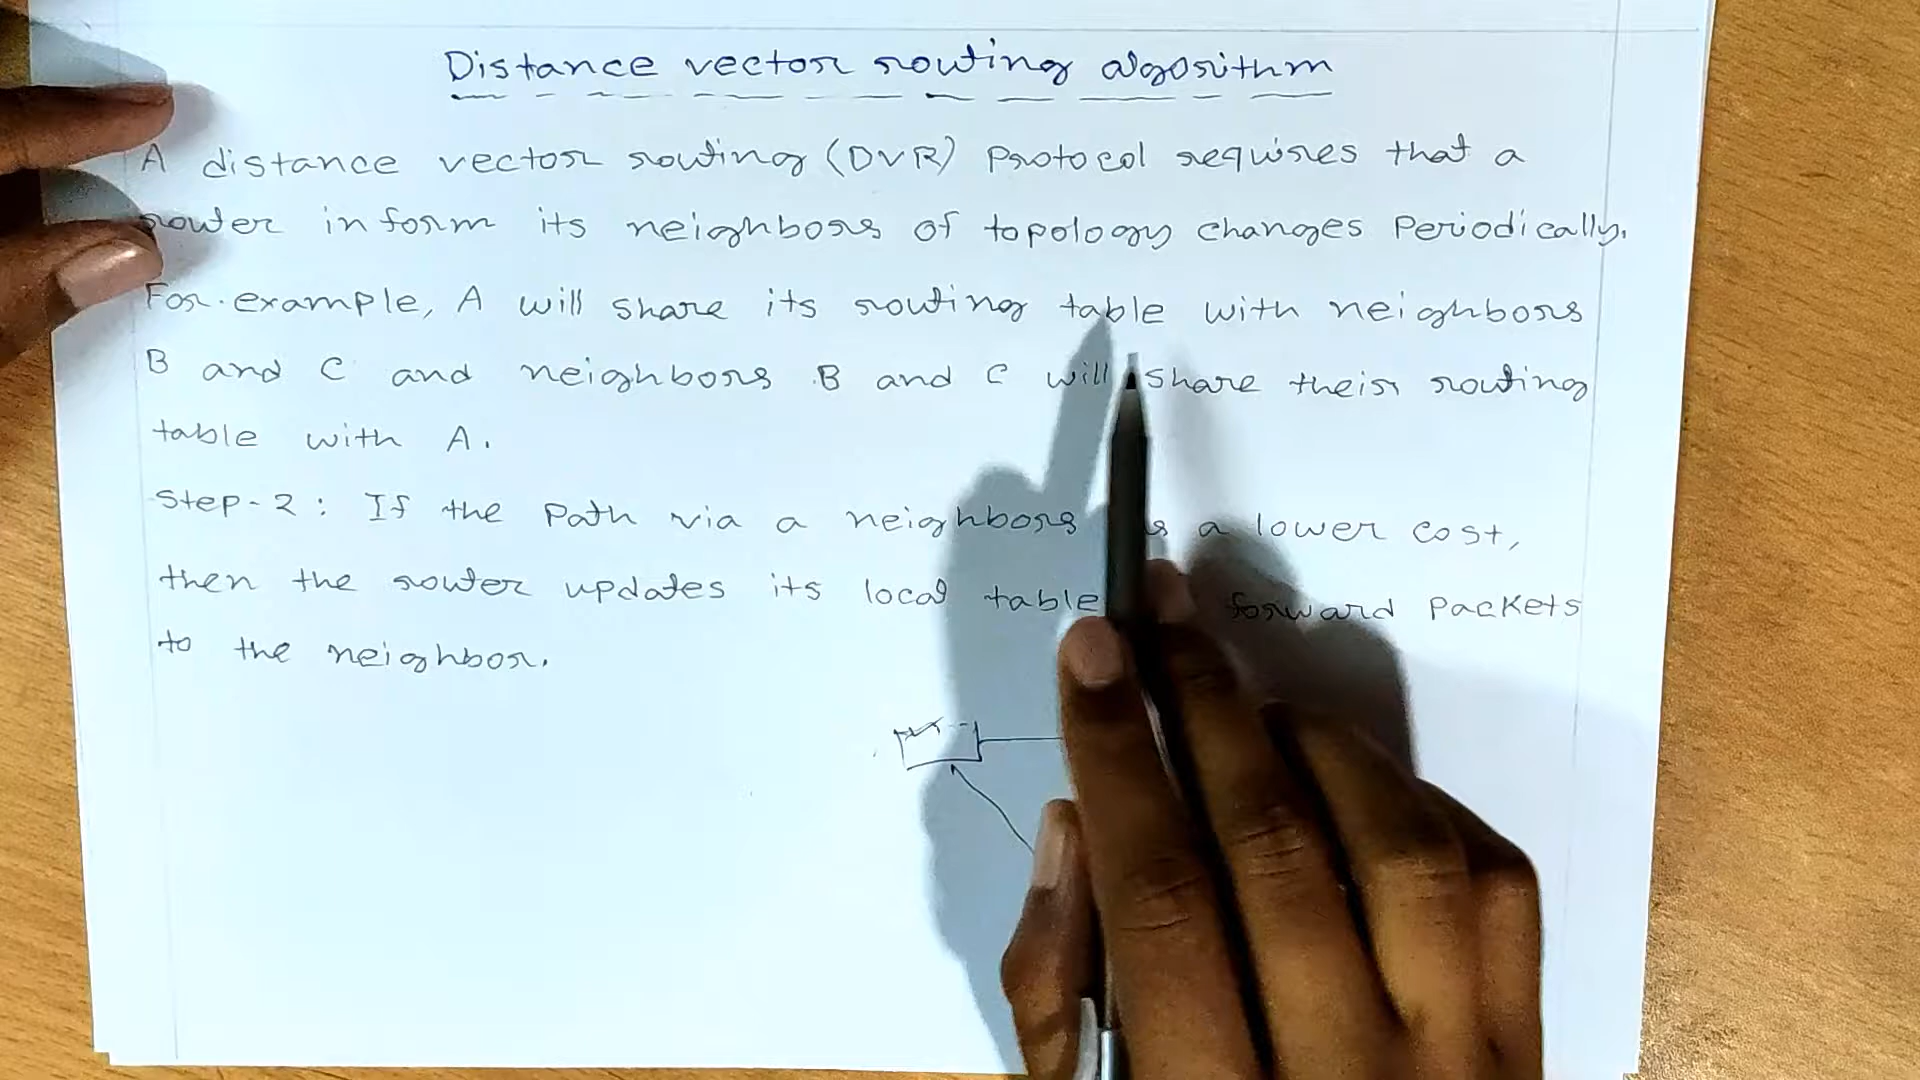 Distance vector routing algorithm
A distance vector routing (DVR) Protocol requires that a
router inform its neighbors of topology changes Periodically.
For example, A will share its routing table with neighbors
B and C and neighbors B and C will share their routing
table with A.
Step-2: If the Path via a neighbors a lower cost,
then the router updates its local table forward Packets
to the neighbor.